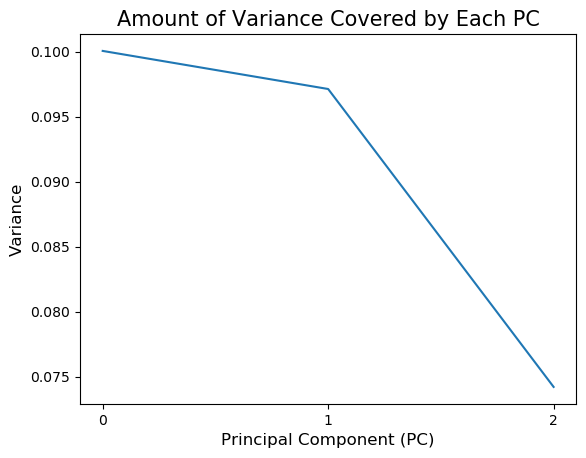 Amount of Variance Covered by Each PC
0.100
0.095
0.090
0.085
0.080
0.075
Variance
0 1 2
Principal Component (PC)